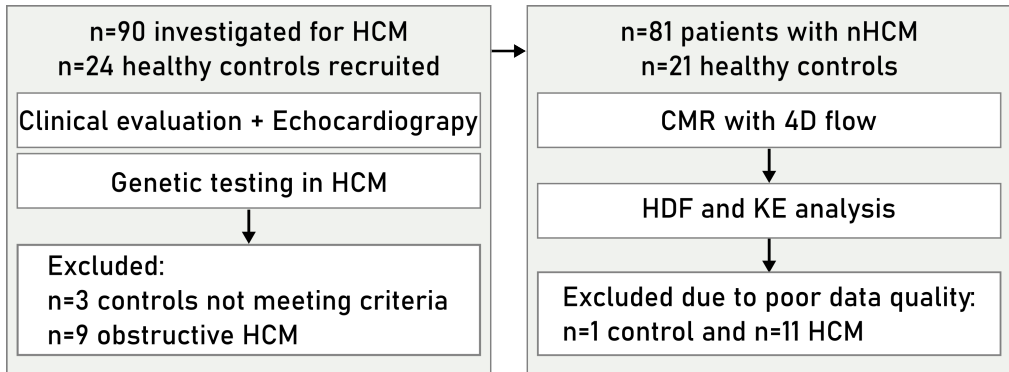 n=90 investigated for HCM
n=24 healthy controls recruited
Clinical evaluation + Echocardiograpy
Genetic testing in HCM
Excluded:
n=3 controls not meeting criteria
n=9 obstructive HCM
n=81 patients with nHCM
n=21 healthy controls
CMR with 4D flow
HDF and KE analysis
Excluded due to poor data quality:
n=1 control and n=11 HCM